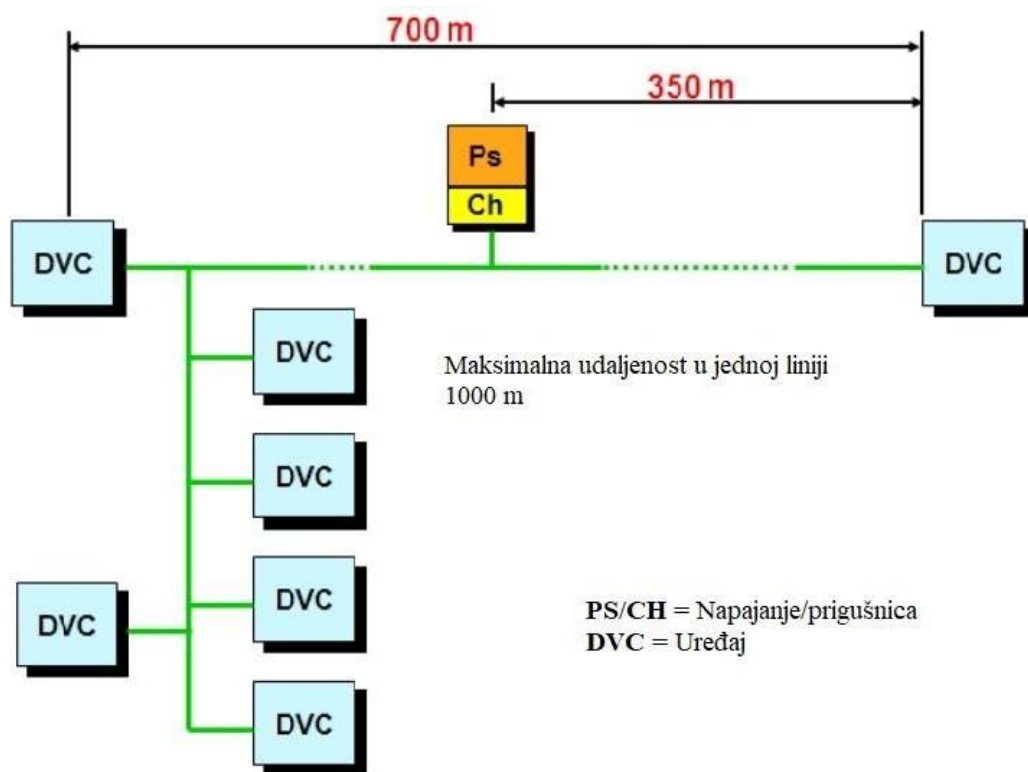 700 m
350 m
Ps
Ch
DVC
DVC
DVC
Maksimalna udaljenost u jednoj liniji
1000 m
DVC
DVC
DVC
PS/CH = Napajanje/prigušnica
DVC = Uređaj
DVC